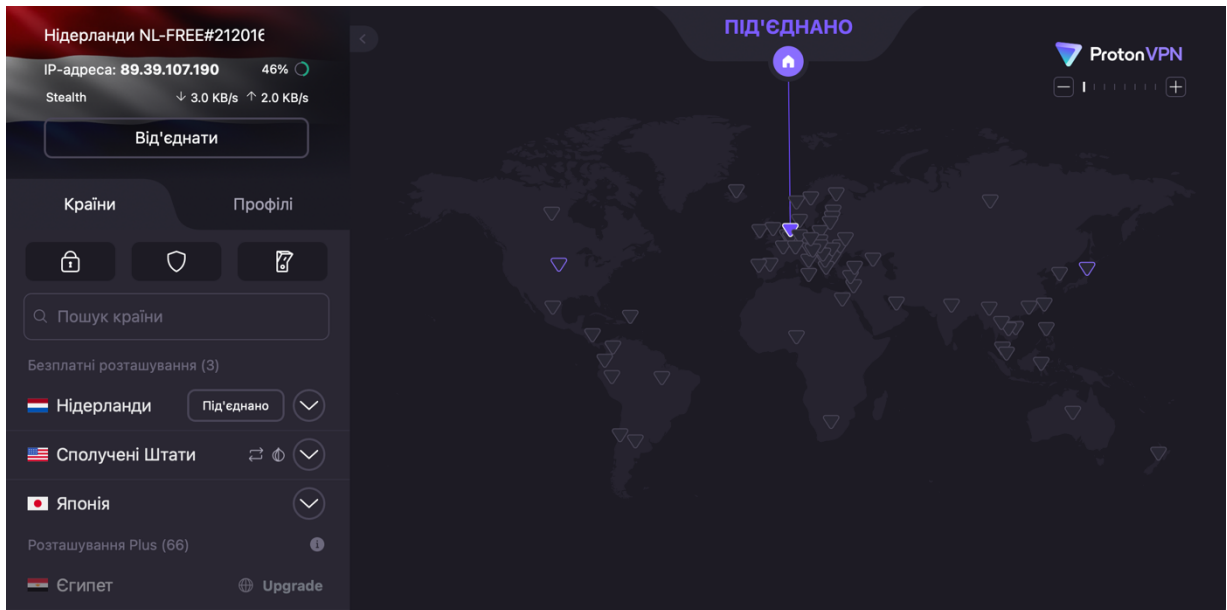 Нідерланди NL-FREE#212016
IP-адреса: 89.39.107.190 46%
Stealth ↓ 3.0 KB/s ↑ 2.0 KB/s
Від'єднати
Країни Профілі
Пошук країни
Безплатні розташування (3)
Нідерланди Під'єднано
Сполучені Штати
Японія
Розташування Plus (66)
Єгипет Upgrade
ПІД'ЄДНАНО
ProtonVPN